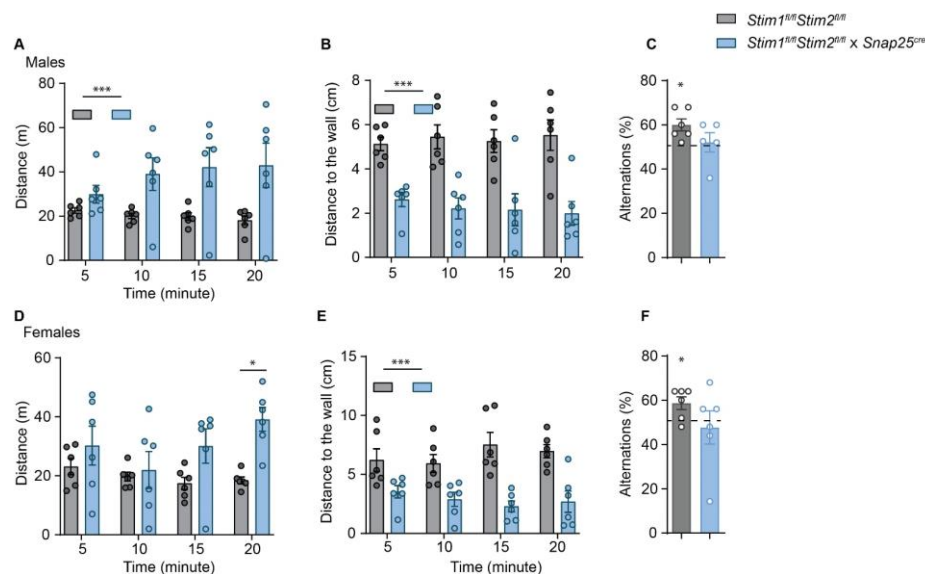 Stim1fl/flStim2fl/fl
Stim1fl/flStim2fl/fl x Snap25cre
A
Males
***
80
60
40
20
0
Distance (m)
5 10 15 20
Time (minute)
B
***
8
6
4
2
0
Distance to the wall (cm)
5 10 15 20
C
*
80
60
40
20
0
Alternations (%)
D
Females
*
60
40
20
0
Distance (m)
5 10 15 20
Time (minute)
E
***
15
10
5
0
Distance to the wall (cm)
5 10 15 20
Time (minute)
F
*
80
60
40
20
0
Alternations (%)